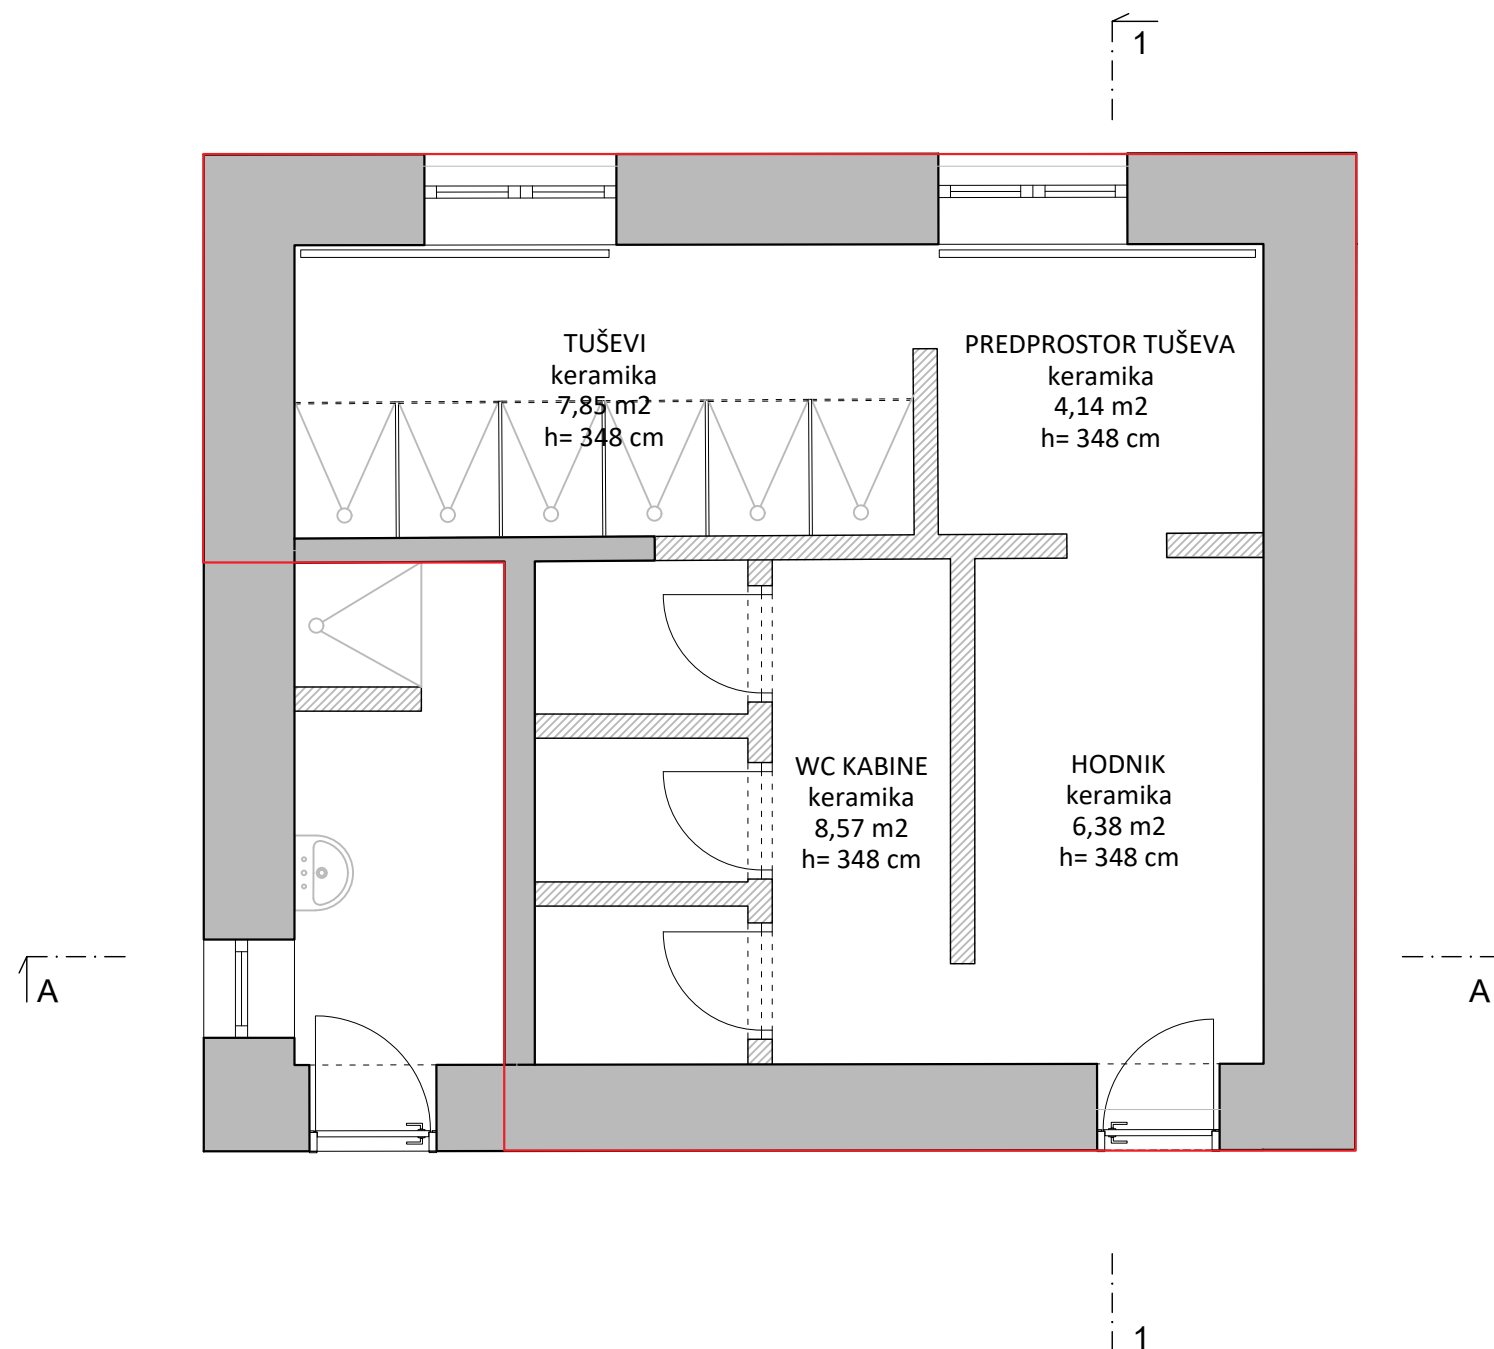 1
TUŠEVI
keramika
7,85 m2
h= 348 cm
PREDPROSTOR TUŠEVA
keramika
4,14 m2
h= 348 cm
WC KABINE
keramika
8,57 m2
h= 348 cm
HODNIK
keramika
6,38 m2
h= 348 cm
A
A
1